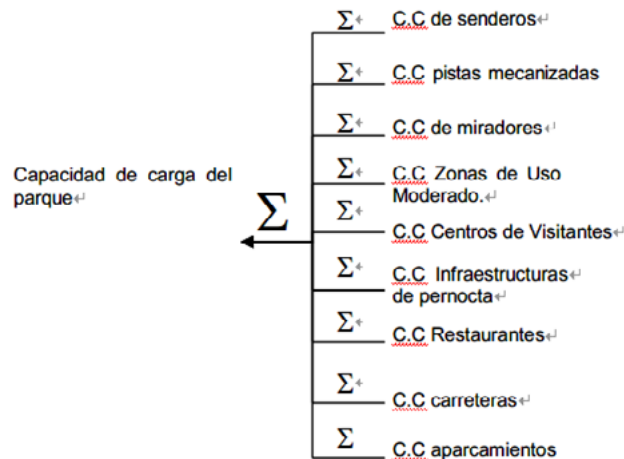 Σ C.C de senderos
Σ C.C pistas mecanizadas
Σ C.C de miradores
Capacidad de carga del
parque
Σ
Σ C.C Zonas de Uso
Moderado.
Σ C.C Centros de Visitantes
Σ C.C Infraestructuras
de pernocta
Σ C.C Restaurantes
Σ C.C carreteras
Σ C.C aparcamientos